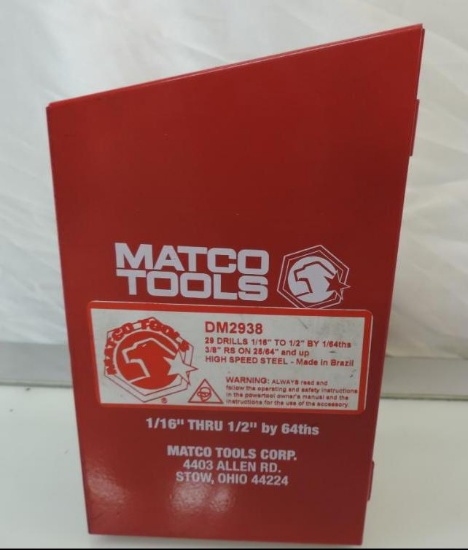 MATCO
TOOLS
MATCO TOOLS
®
DM2938
29 DRILLS 1/16" TO 1/2" BY 1/64ths
3/8" RS ON 25/64" and up
HIGH SPEED STEEL - Made in Brazil
WARNING: ALWAYS read and
follow the operating and safety instructions
in the powertool owner's manual and the
instructions for the use of the accessory.
1/16" THRU 1/2" by 64ths
MATCO TOOLS CORP.
4403 ALLEN RD.
STOW, OHIO 44224